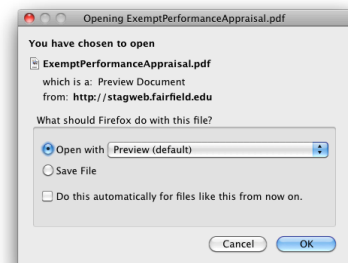 Opening ExemptPerformanceAppraisal.pdf
You have chosen to open
ExemptPerformanceAppraisal.pdf
which is a: Preview Document
from: http://stagweb.fairfield.edu
What should Firefox do with this file?
Open with Preview (default)
Save File
Do this automatically for files like this from now on.
Cancel OK